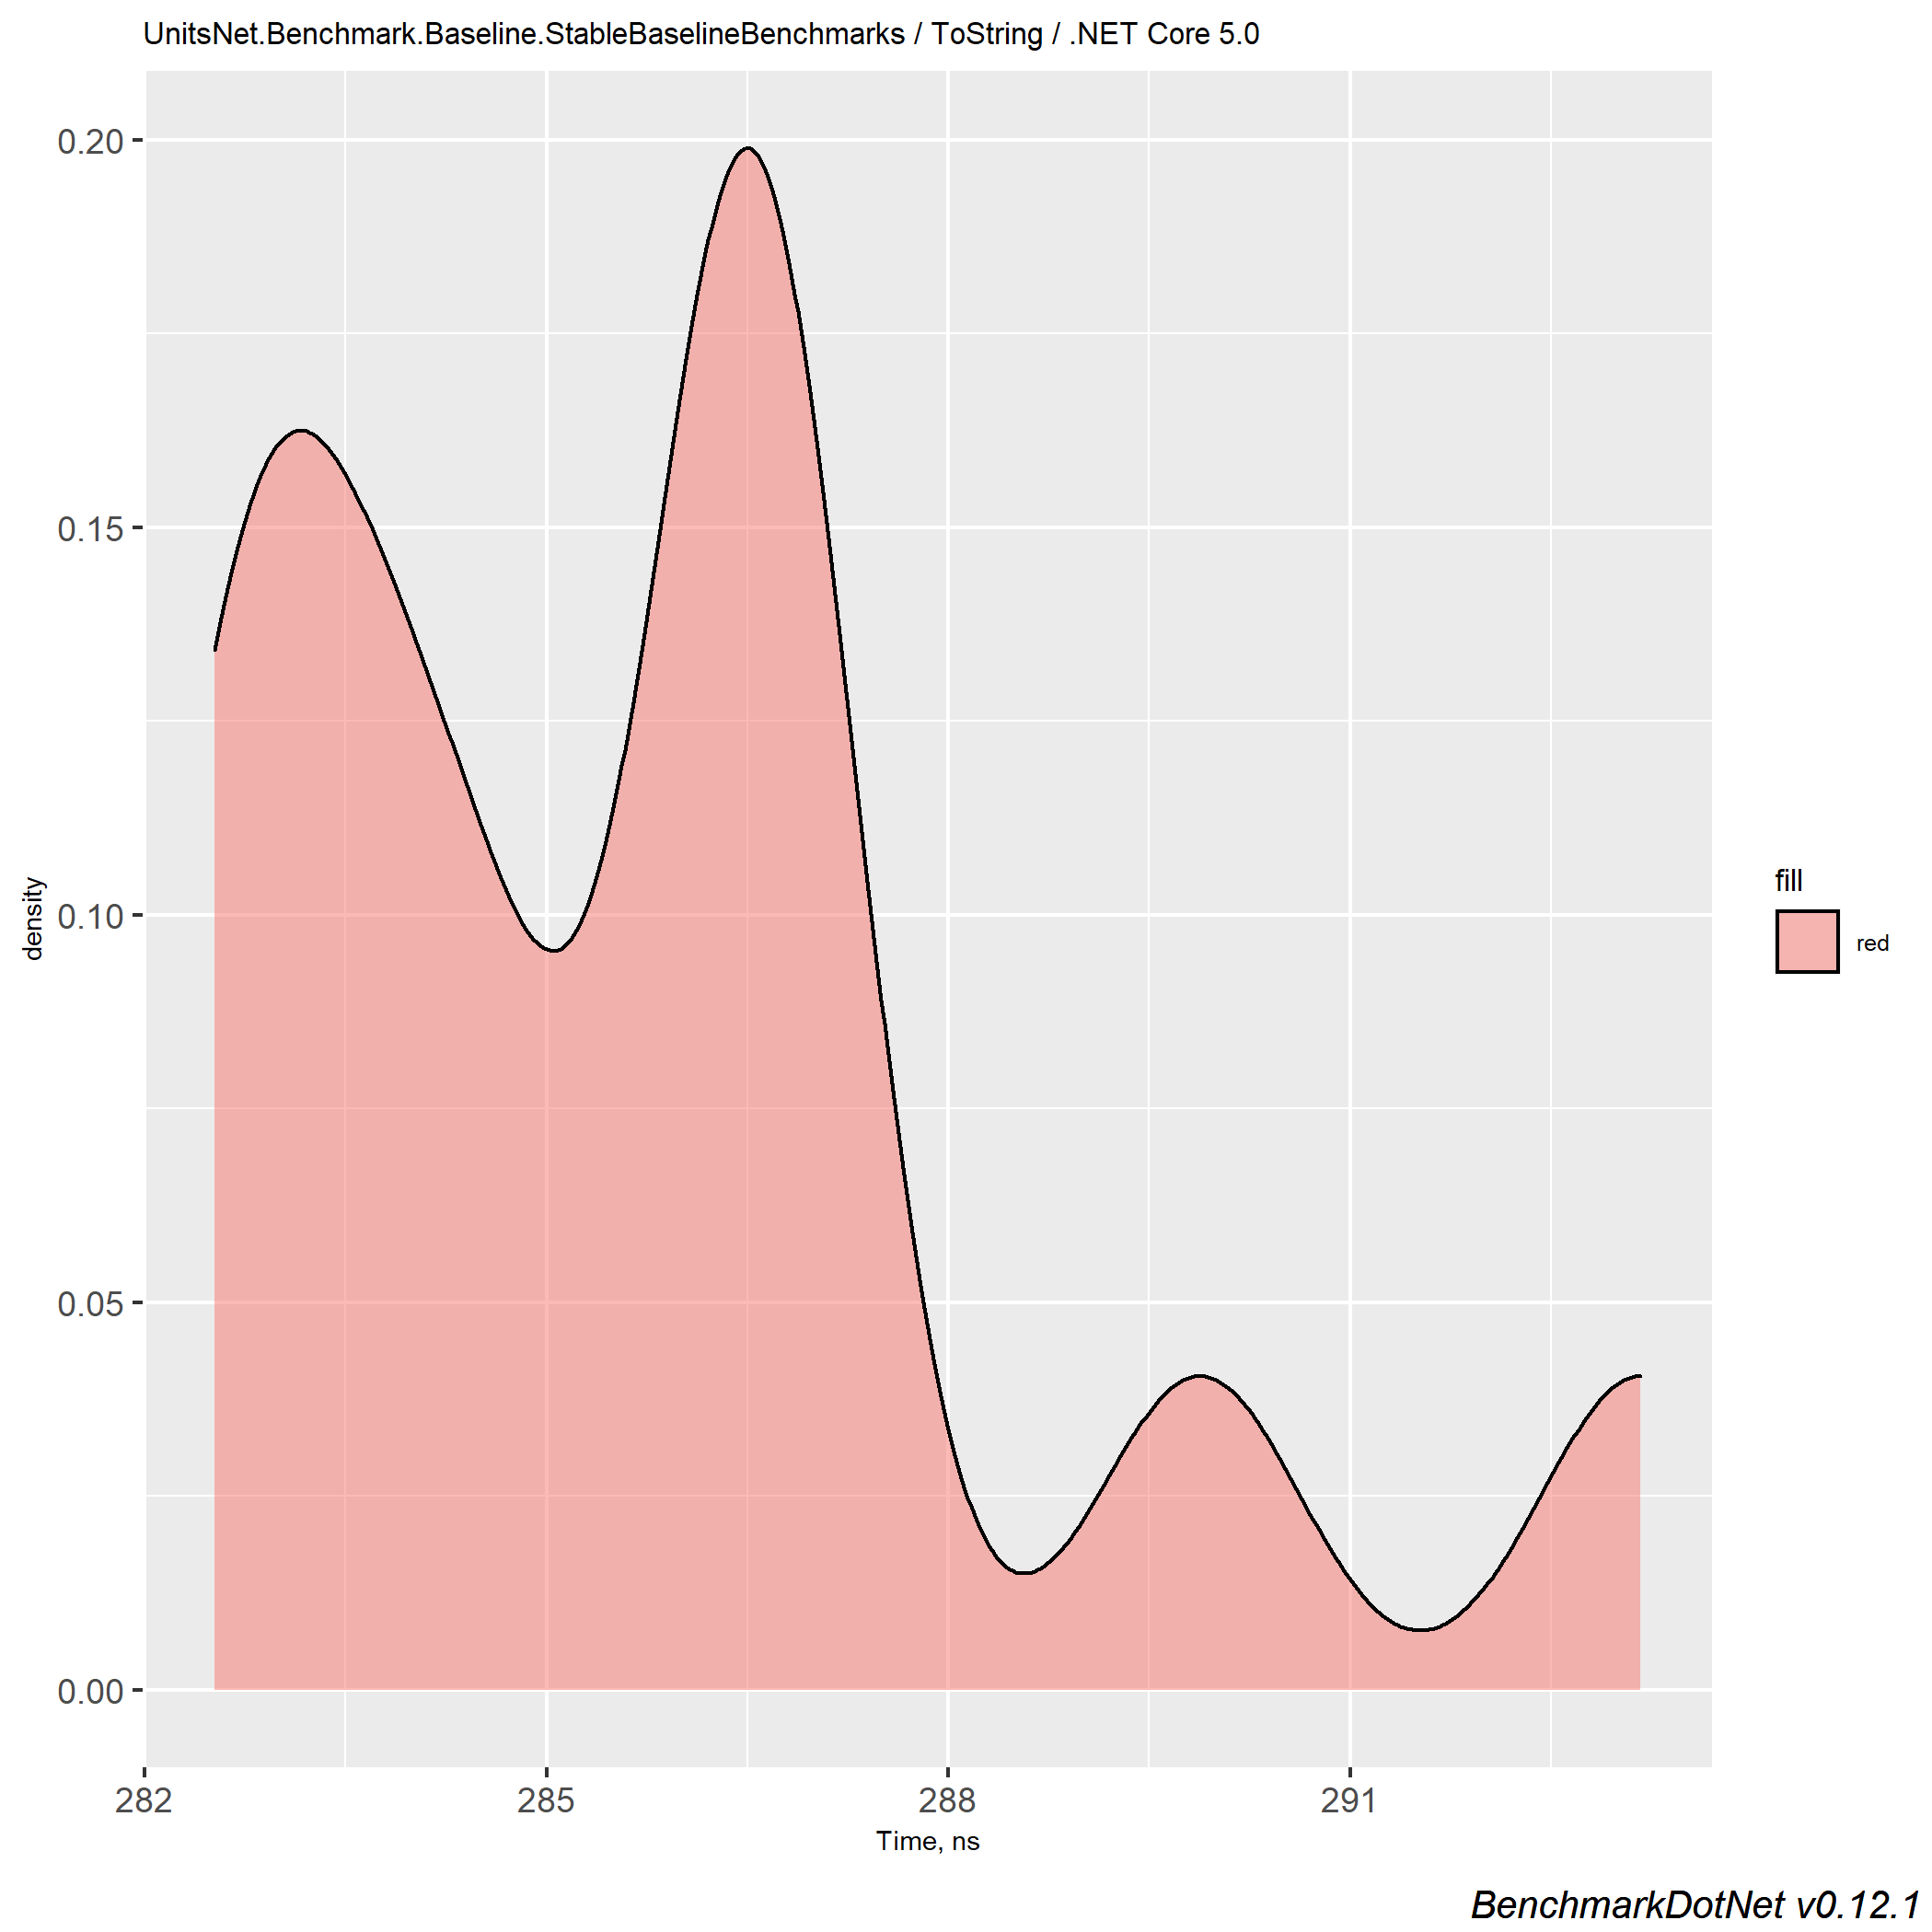 UnitsNet.Benchmark.Baseline.StableBaselineBenchmarks / ToString / .NET Core 5.0
0.20
0.15
0.10
0.05
0.00
density
282
285
288
291
Time, ns
fill
red
BenchmarkDotNet v0.12.1